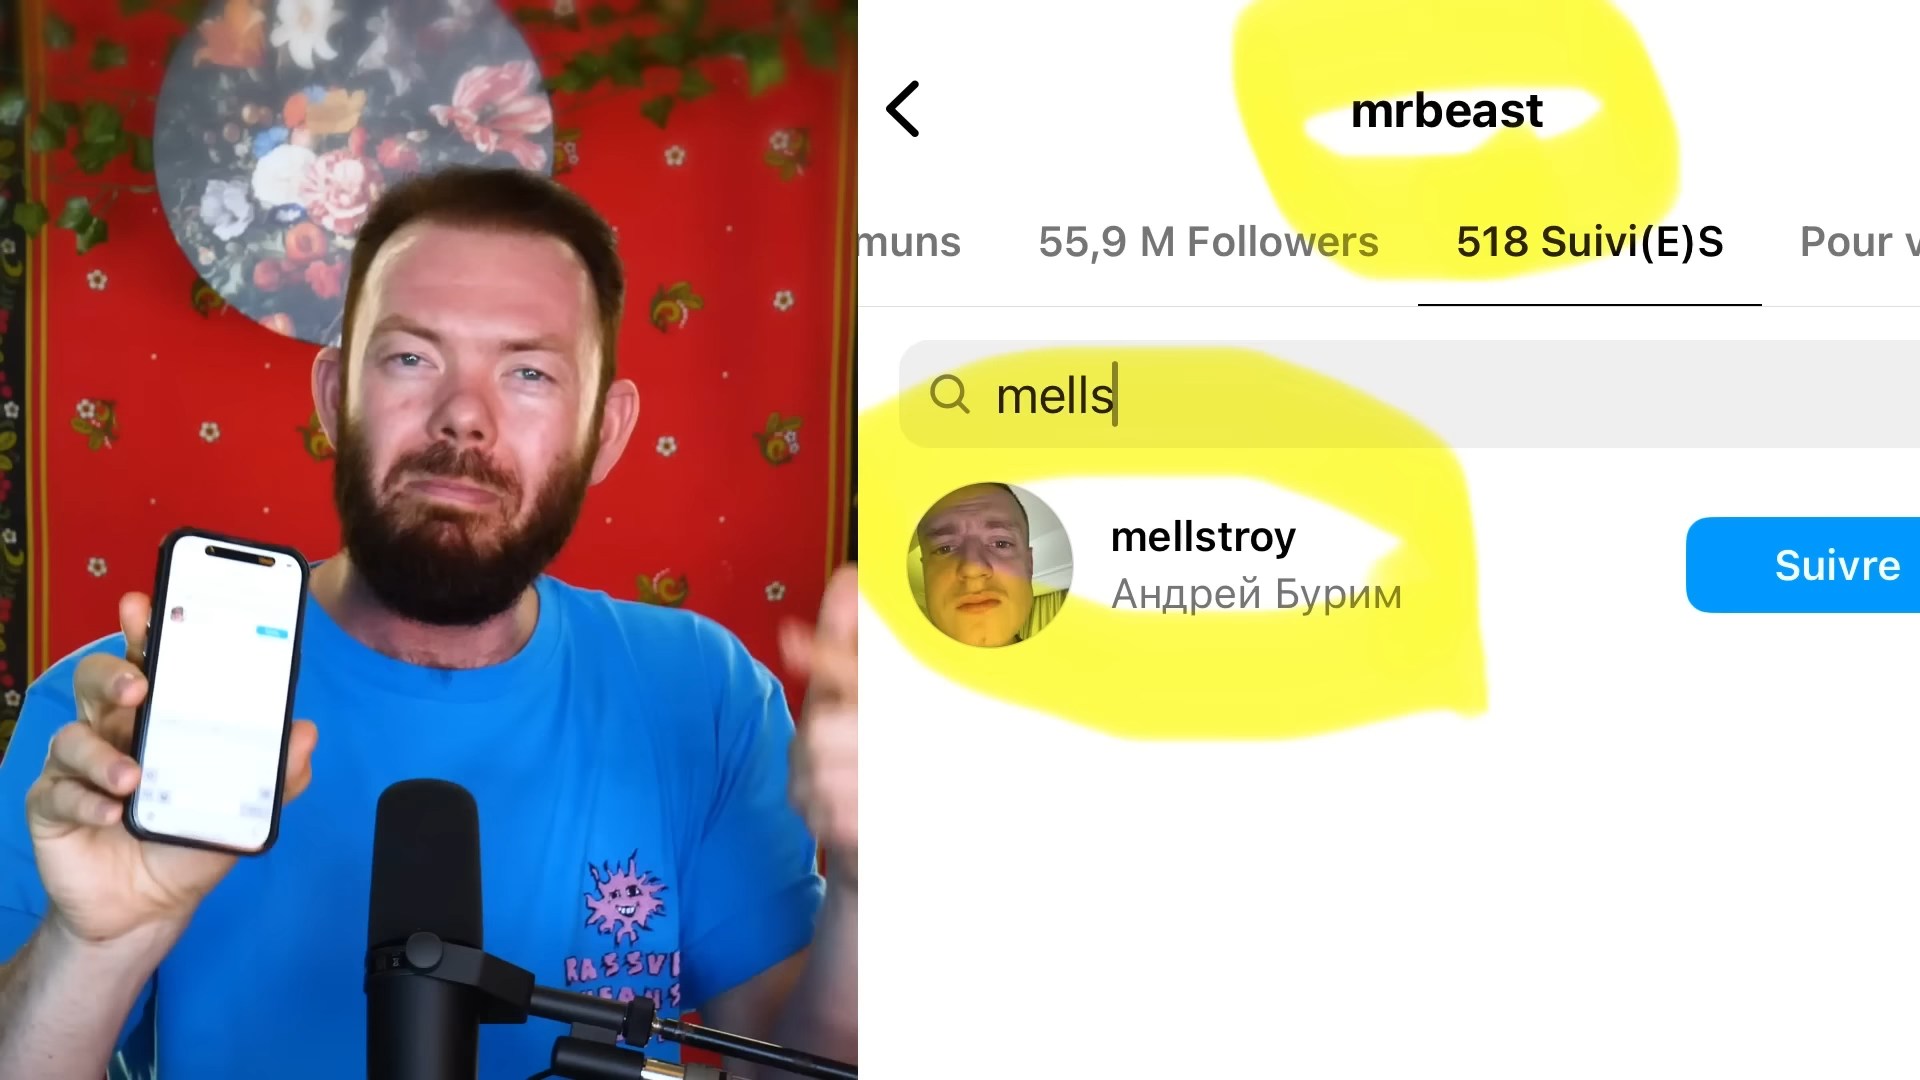 mrbeast
muns 55,9 M Followers 518 Suivi(E)S Pour v
mells
mellstroy
Андрей Бурим
Suivre